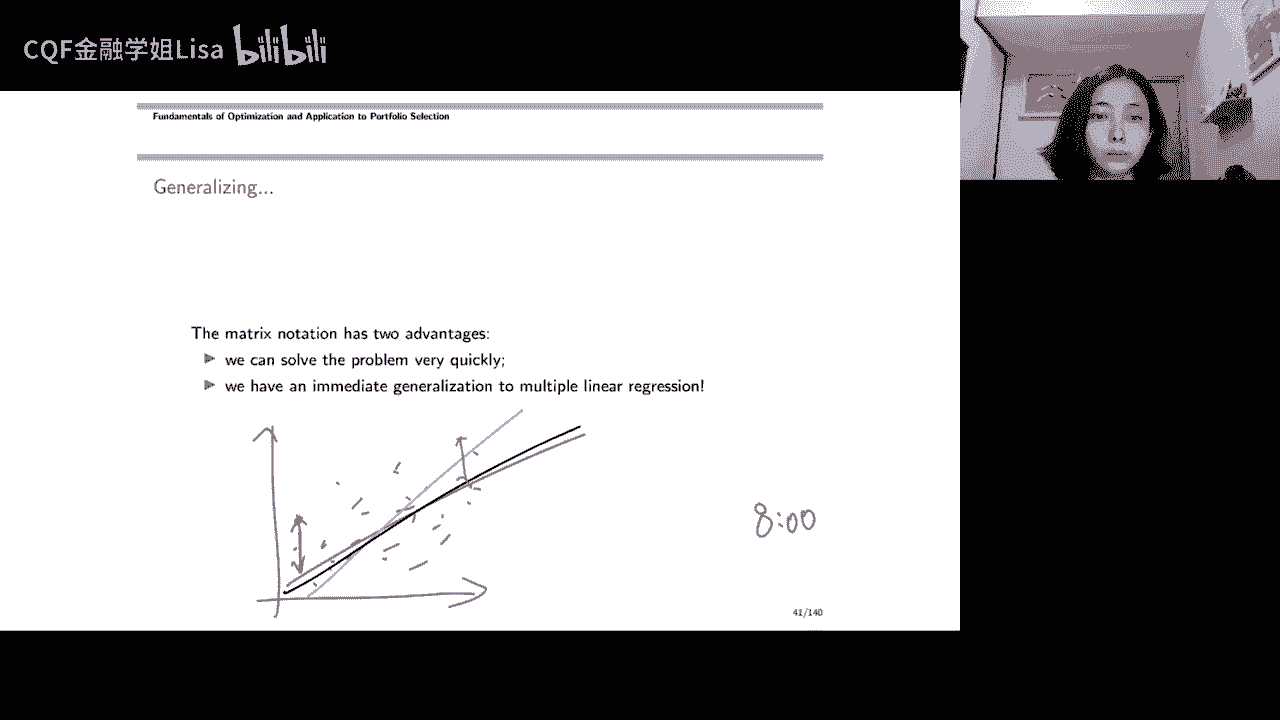 CQF金融学姐Lisa bilibili
Fundamentals of Optimization and Application to Portfolio Selection
Generalizing...
The matrix notation has two advantages:
we can solve the problem very quickly;
we have an immediate generalization to multiple linear regression!
8:00
41/140